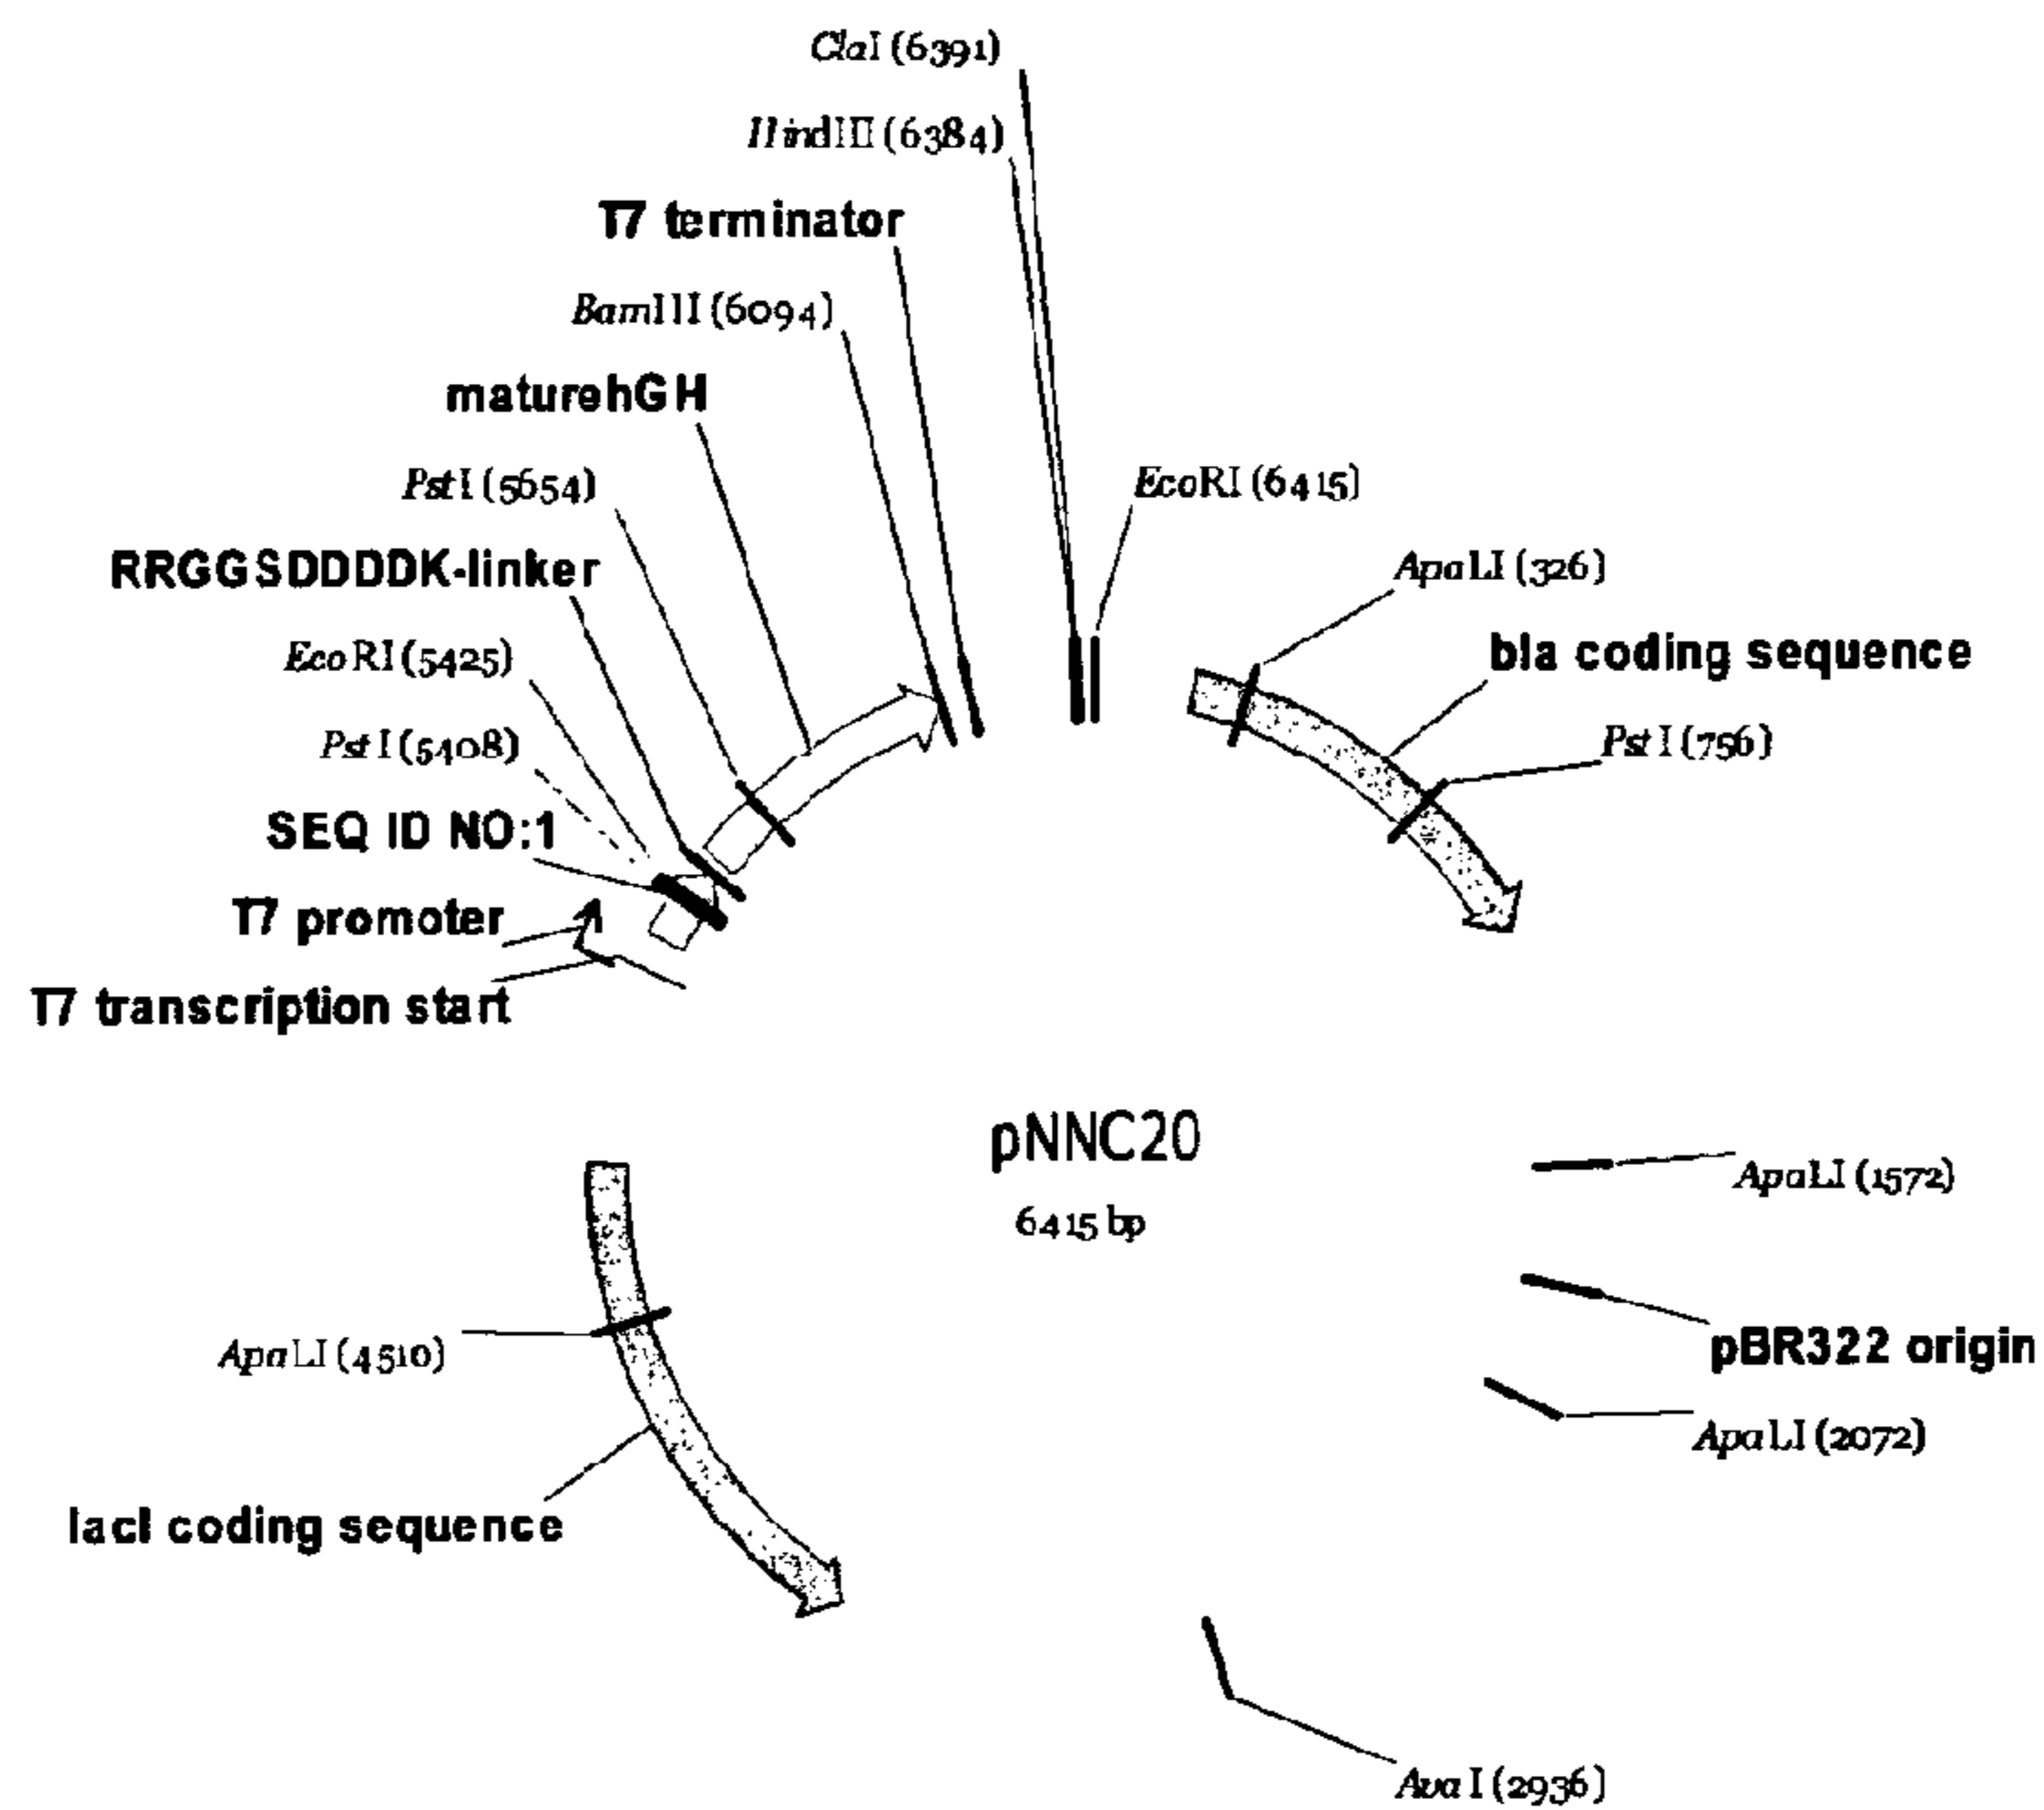 ClaI (6391)
HindIII (6384)
T7 terminator
BamHI (6094)
maturehGH
PstI (5654)
EcoRI (6415)
RRGGSDDDDK-linker
ApaLI (326)
EcoRI (5425)
bla coding sequence
PstI (5408)
PstI (756)
SEQ ID NO:1
T7 promoter
T7 transcription start
pNNC20
6415 bp
ApaLI (1572)
pBR322 origin
ApaLI (4510)
ApaLI (2072)
lacI coding sequence
AvaI (2936)